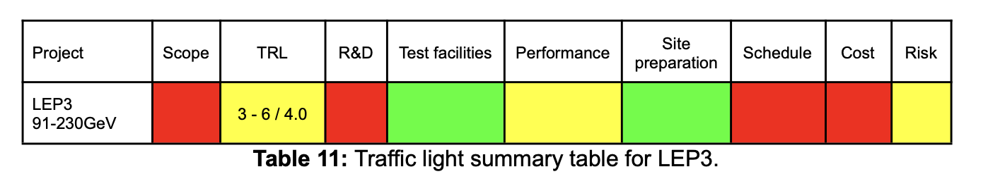 Project Scope TRL R&D Test facilities Performance Site preparation Schedule Cost Risk
LEP3 91-230GeV 3 - 6 / 4.0
Table 11: Traffic light summary table for LEP3.